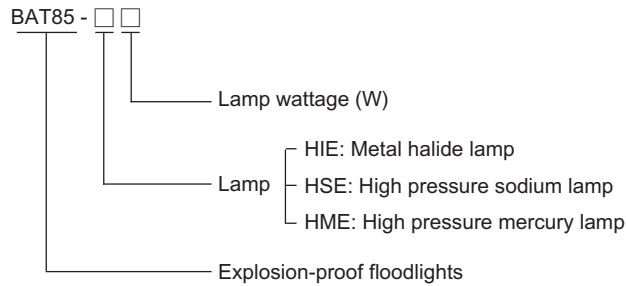 BAT85 - □ □
Lamp wattage (W)
HIE: Metal halide lamp
Lamp
HSE: High pressure sodium lamp
HME: High pressure mercury lamp
Explosion-proof floodlights